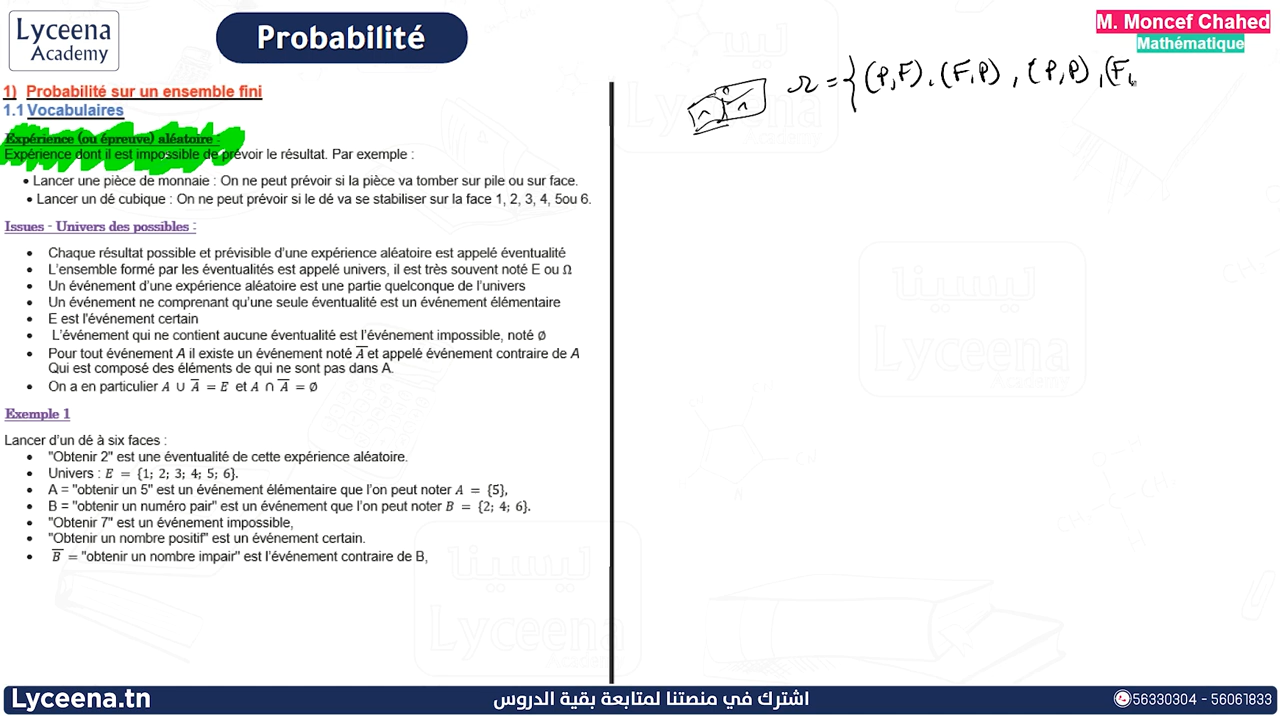 Lyceena
Academy
Probabilité
M. Moncef Chahed
Mathématique
1) Probabilité sur un ensemble fini
1.1 Vocabulaires
Expérience (ou épreuve) aléatoire :
Expérience dont il est impossible de prévoir le résultat. Par exemple :
• Lancer une pièce de monnaie : On ne peut prévoir si la pièce va tomber sur pile ou sur face.
• Lancer un dé cubique : On ne peut prévoir si le dé va se stabiliser sur la face 1, 2, 3, 4, 5ou 6.
Issues - Univers des possibles :
• Chaque résultat possible et prévisible d’une expérience aléatoire est appelé éventualité
• L’ensemble formé par les éventualités est appelé univers, il est très souvent noté E ou Ω
• Un événement d’une expérience aléatoire est une partie quelconque de l’univers
• Un événement ne comprenant qu’une seule éventualité est un événement élémentaire
• E est l'événement certain
• L’événement qui ne contient aucune éventualité est l’événement impossible, noté ∅
• Pour tout événement A il existe un événement noté A̅ et appelé événement contraire de A
Qui est composé des éléments de qui ne sont pas dans A.
• On a en particulier A ∪ A̅ = E et A ∩ A̅ = ∅
Exemple 1
Lancer d’un dé à six faces :
• "Obtenir 2" est une éventualité de cette expérience aléatoire.
• Univers : E = {1; 2; 3; 4; 5; 6}.
• A = "obtenir un 5" est un événement élémentaire que l’on peut noter A = {5},
• B = "obtenir un numéro pair" est un événement que l’on peut noter B = {2; 4; 6}.
• "Obtenir 7" est un événement impossible,
• "Obtenir un nombre positif" est un événement certain.
• B̅ = "obtenir un nombre impair" est l’événement contraire de B,
Ω = { (P,F), (F,P), (P,P), (F,
ليسينا
Lyceena
Academy
ليسينا
Lyceena
Lyceena.tn
اشترك في منصتنا لمتابعة بقية الدروس
56330304 - 56061833